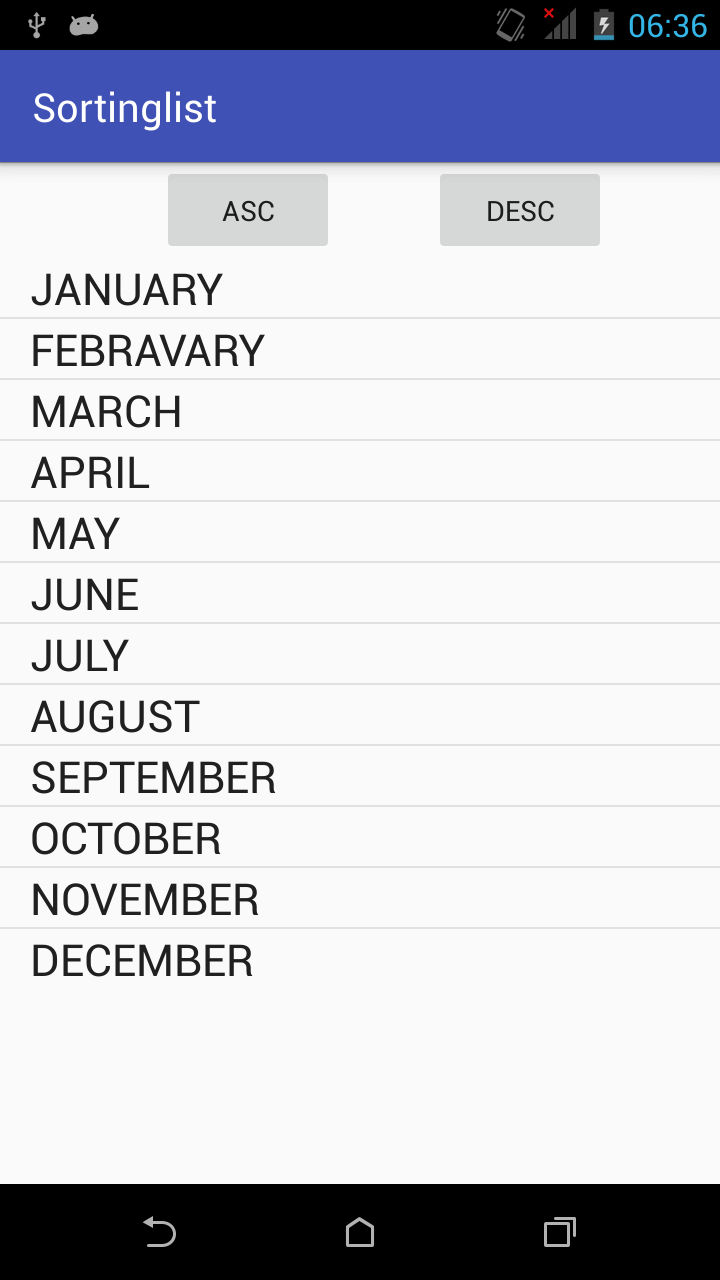 06:36
Sortinglist
ASC DESC
JANUARY
FEBRAVARY
MARCH
APRIL
MAY
JUNE
JULY
AUGUST
SEPTEMBER
OCTOBER
NOVEMBER
DECEMBER